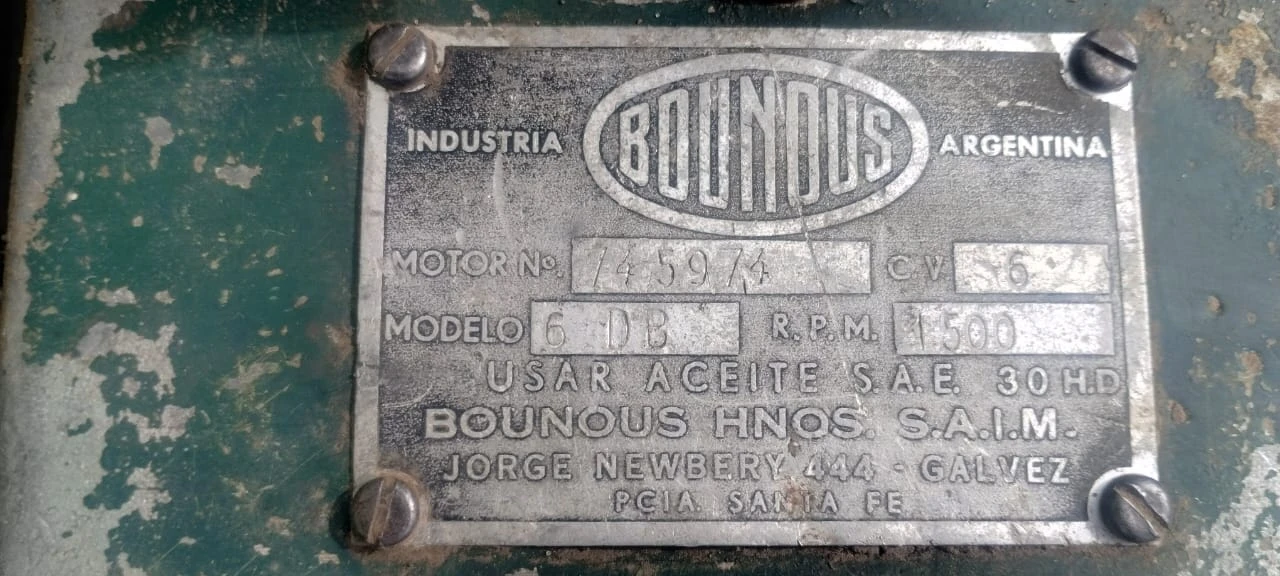 INDUSTRIA BOUNOUS ARGENTINA
MOTOR Nº. 745974 C V 6
MODELO 6 DB R.P.M. 1500
USAR ACEITE S.A.E. 30 H.D
BOUNOUS HNOS. S.A.I.M.
JORGE NEWBERY 444 - GALVEZ
PCIA. SANTA FE